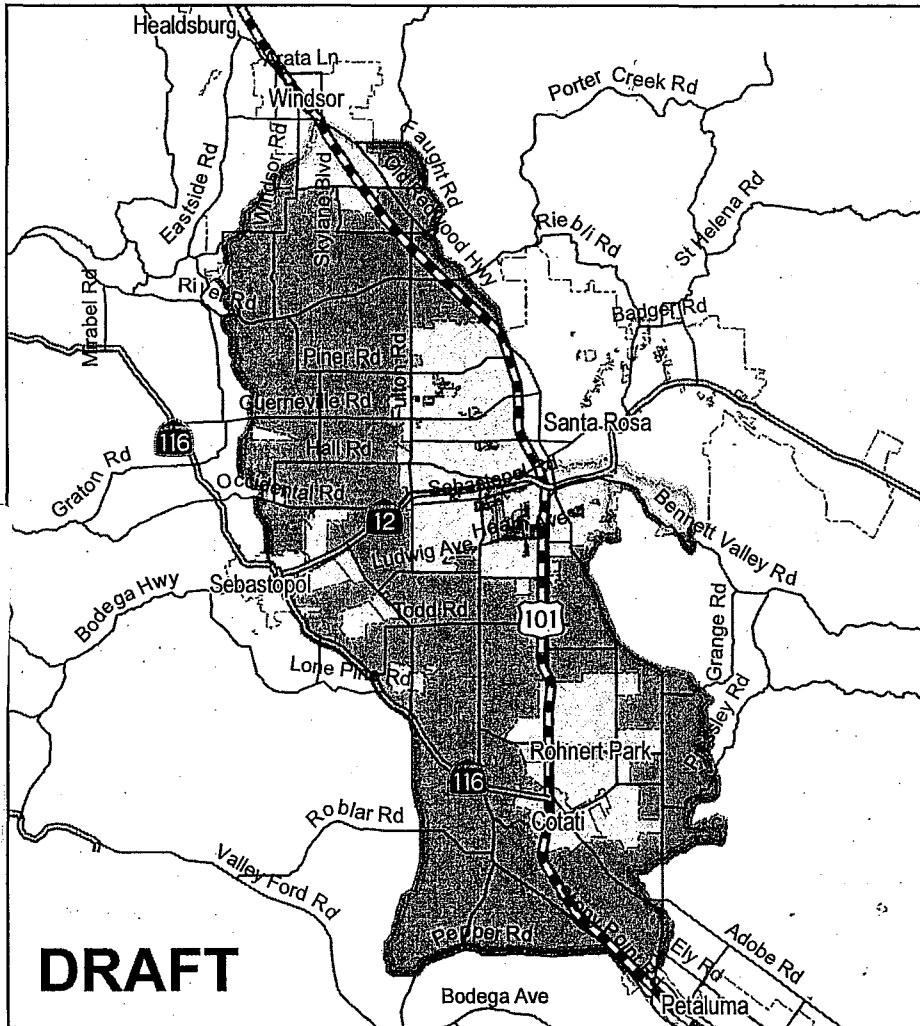 Healdsburg
Arata Ln
Windsor
Porter Creek Rd
Faught Rd
Old Redwood Hwy
Windsor Rd
Skylane Blvd
Eastside Rd
St Helena Rd
Riebli Rd
River Rd
Mirabel Rd
Badger Rd
Piner Rd
Fulton Rd
Guerneville Rd
Santa Rosa
116
Hall Rd
Graton Rd
Occidental Rd
Sebastopol Rd
12
Hearn Ave
Bennett Valley Rd
Ludwig Ave
Sebastopol
Bodega Hwy
Todd Rd
101
Grange Rd
Lone Pine Rd
Pressley Rd
Rohnert Park
116
Roblar Rd
Cotati
Valley Ford Rd
Stony Point Rd
Pepper Rd
Adobe Rd
Ely Rd
DRAFT
Bodega Ave
Petaluma